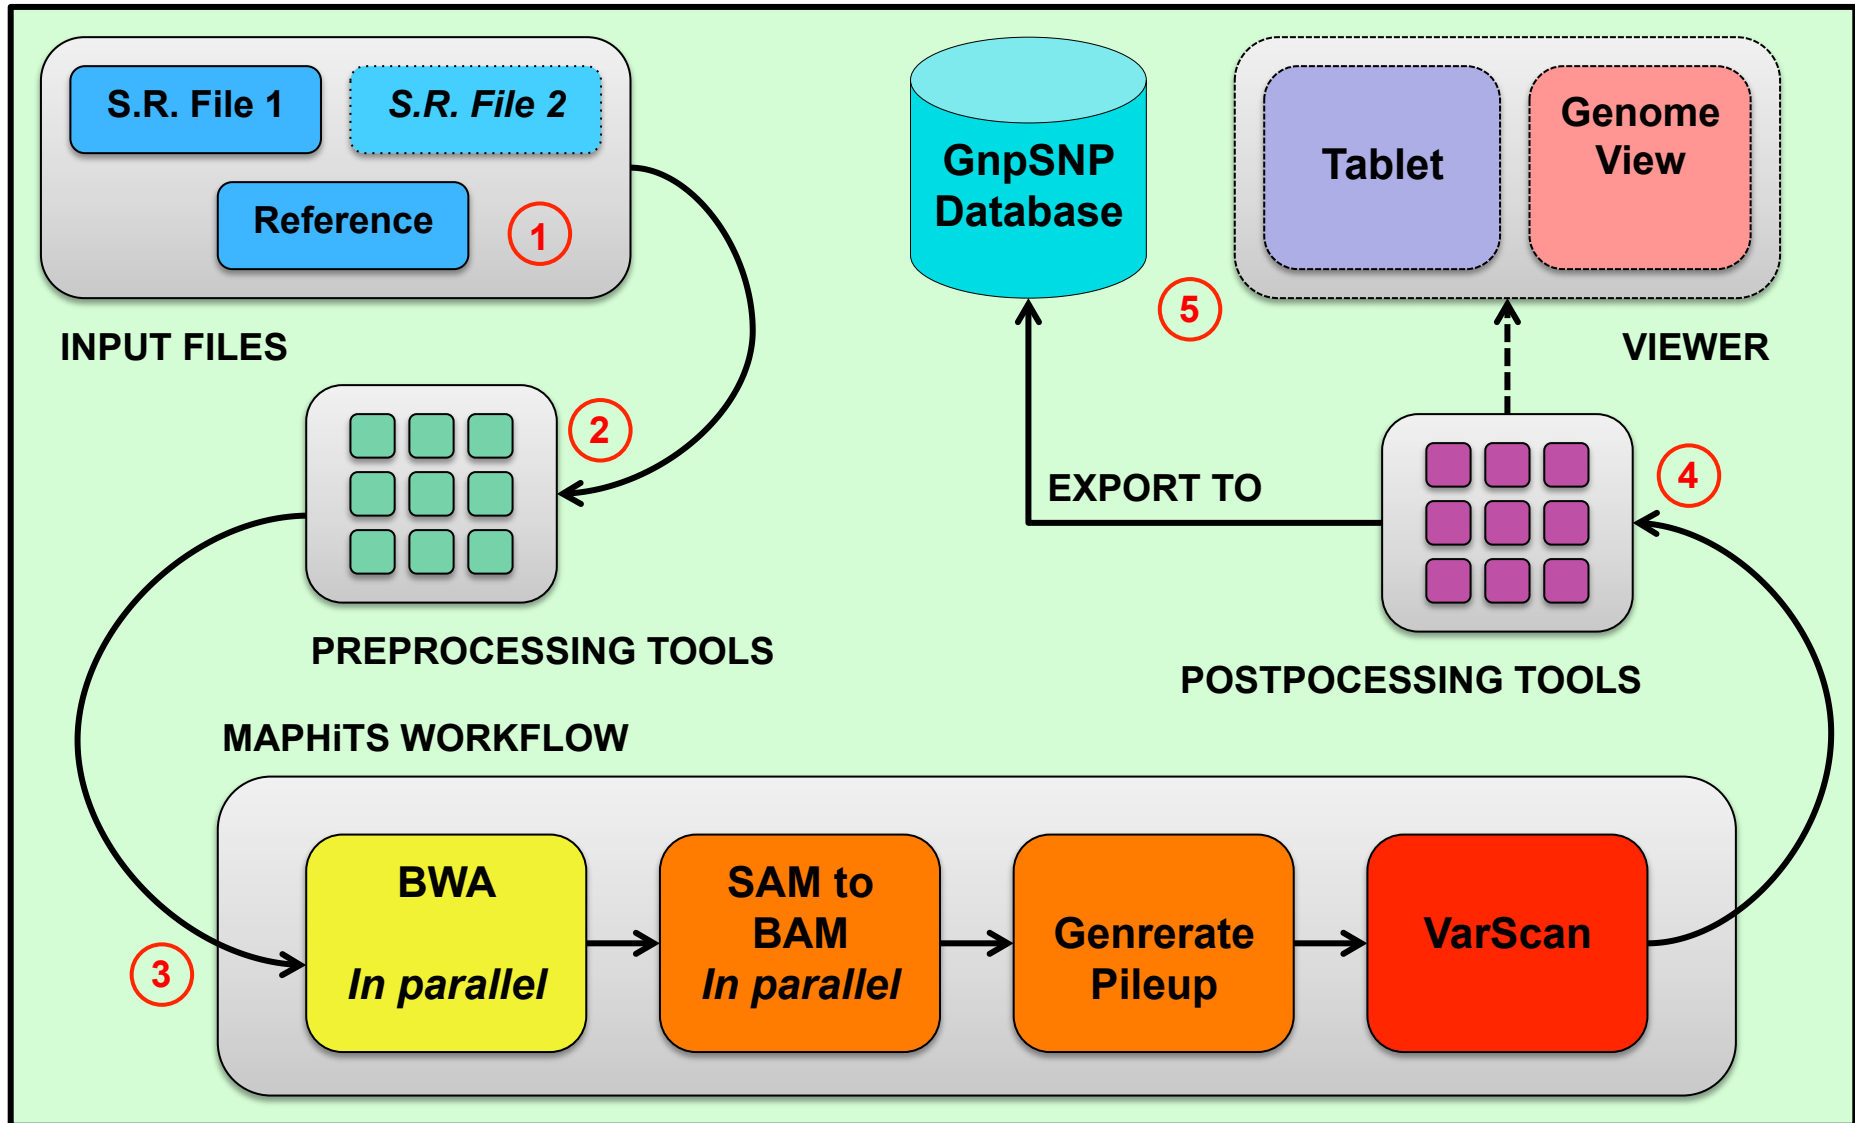 S.R. File 1
S.R. File 2
Reference
1
INPUT FILES
2
PREPROCESSING TOOLS
GnpSNP
Database
5
Tablet
Genome
View
VIEWER
EXPORT TO
4
POSTPOCESSING TOOLS
MAPHiTS WORKFLOW
3
BWA
In parallel
SAM to
BAM
In parallel
Genrerate
Pileup
VarScan